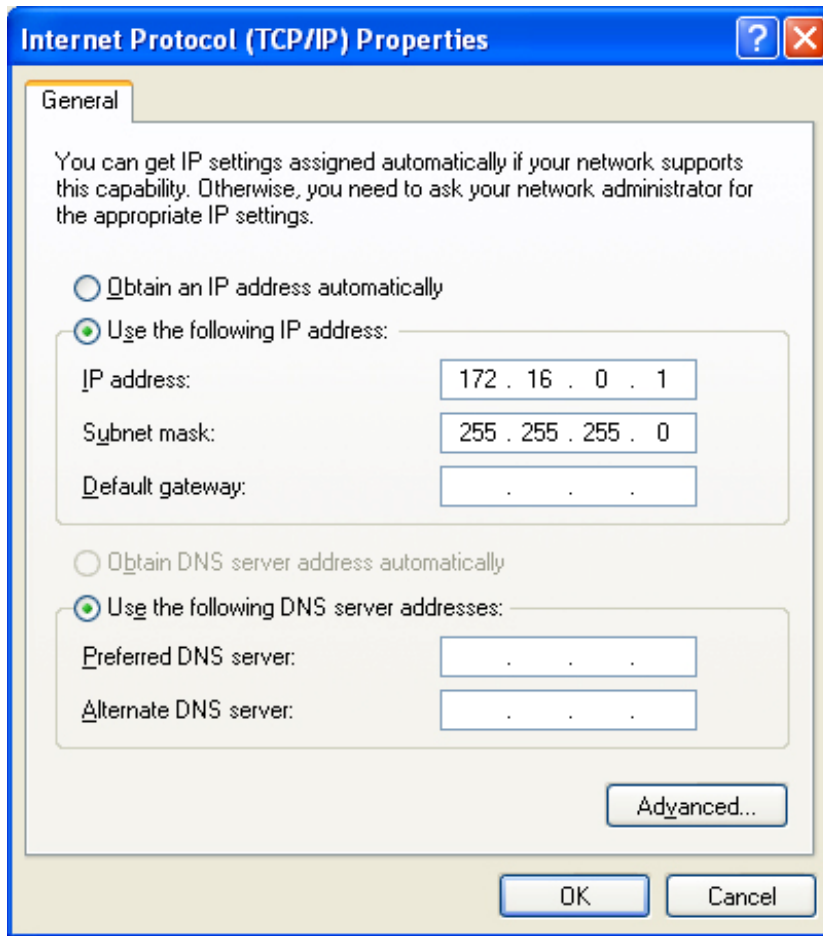 Internet Protocol (TCP/IP) Properties
General
You can get IP settings assigned automatically if your network supports
this capability. Otherwise, you need to ask your network administrator for
the appropriate IP settings.
Obtain an IP address automatically
Use the following IP address:
IP address: 172 . 16 . 0 . 1
Subnet mask: 255 . 255 . 255 . 0
Default gateway: . . .
Obtain DNS server address automatically
Use the following DNS server addresses:
Preferred DNS server: . . .
Alternate DNS server: . . .
Advanced...
OK Cancel